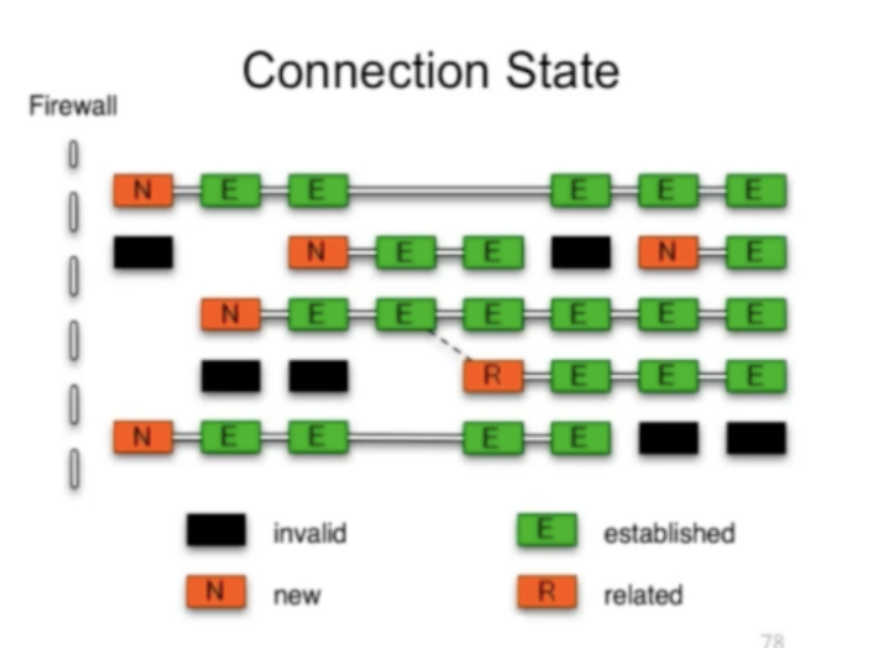 Connection State
Firewall
N E E E E E
N E E N E
N E E E E E E
R E E E
N E E E E
invalid
E established
N new
R related
78